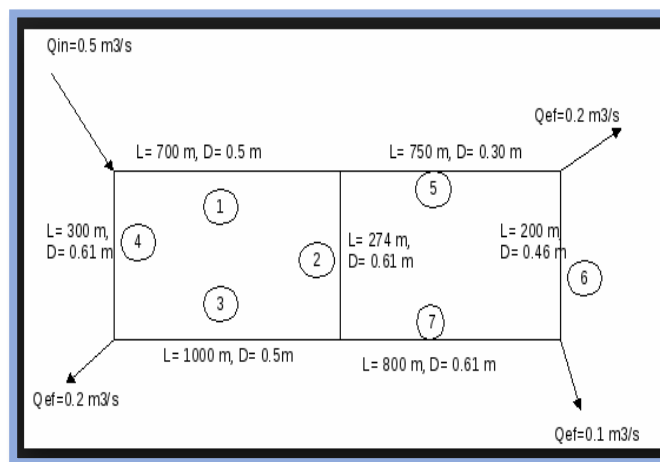 Qin=0.5 m3/s
Qef=0.2 m3/s
L= 700 m, D= 0.5 m
L= 750 m, D= 0.30 m
5
1
L= 300 m,
D= 0.61 m
4
2
L= 274 m,
D= 0.61 m
L= 200 m
D= 0.46 m
6
3
7
L= 1000 m, D= 0.5m
L= 800 m, D= 0.61 m
Qef=0.2 m3/s
Qef=0.1 m3/s